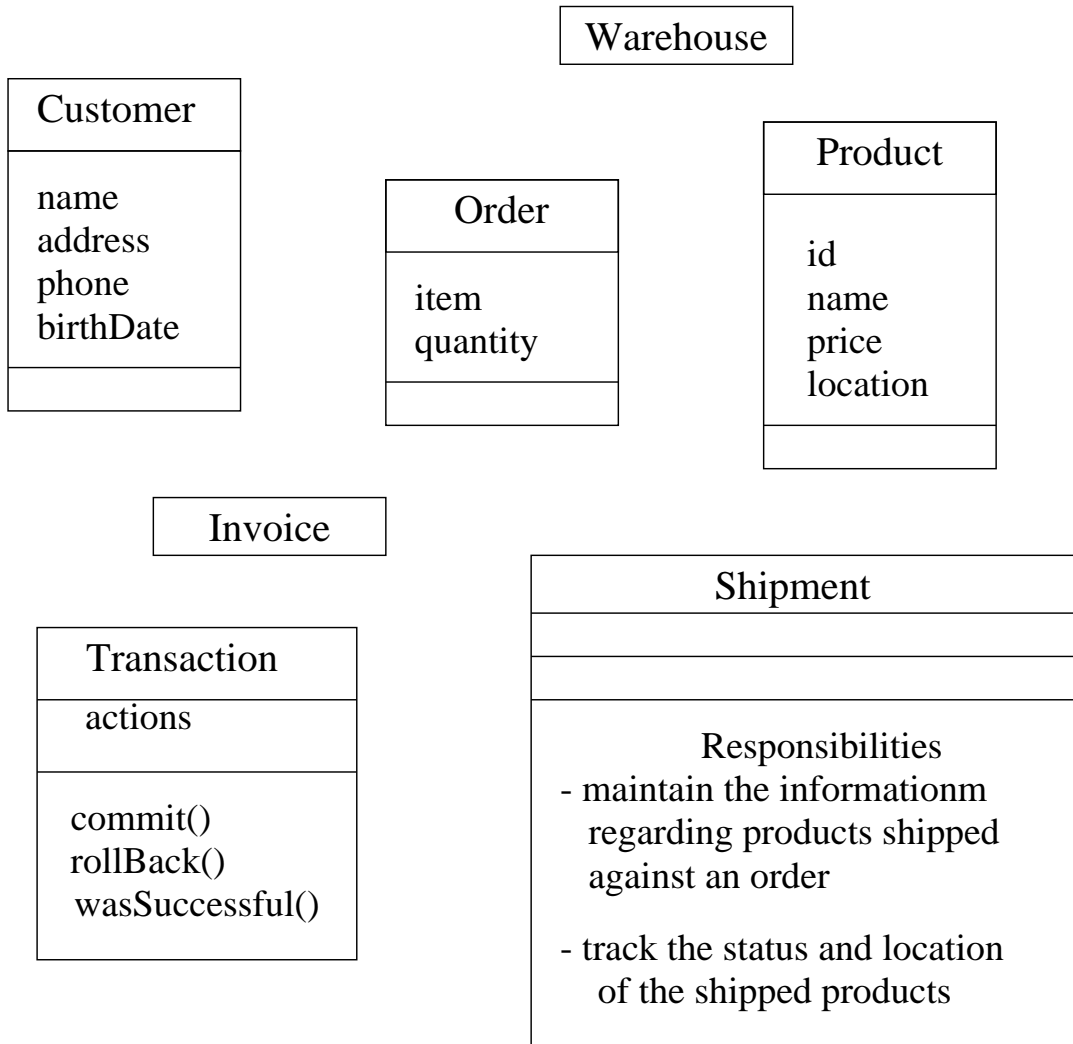 Warehouse
Customer
name
address
phone
birthDate
Order
item
quantity
Product
id
name
price
location
Invoice
Transaction
actions
commit()
rollBack()
wasSuccessful()
Shipment
Responsibilities
- maintain the informationm
regarding products shipped
against an order
- track the status and location
of the shipped products